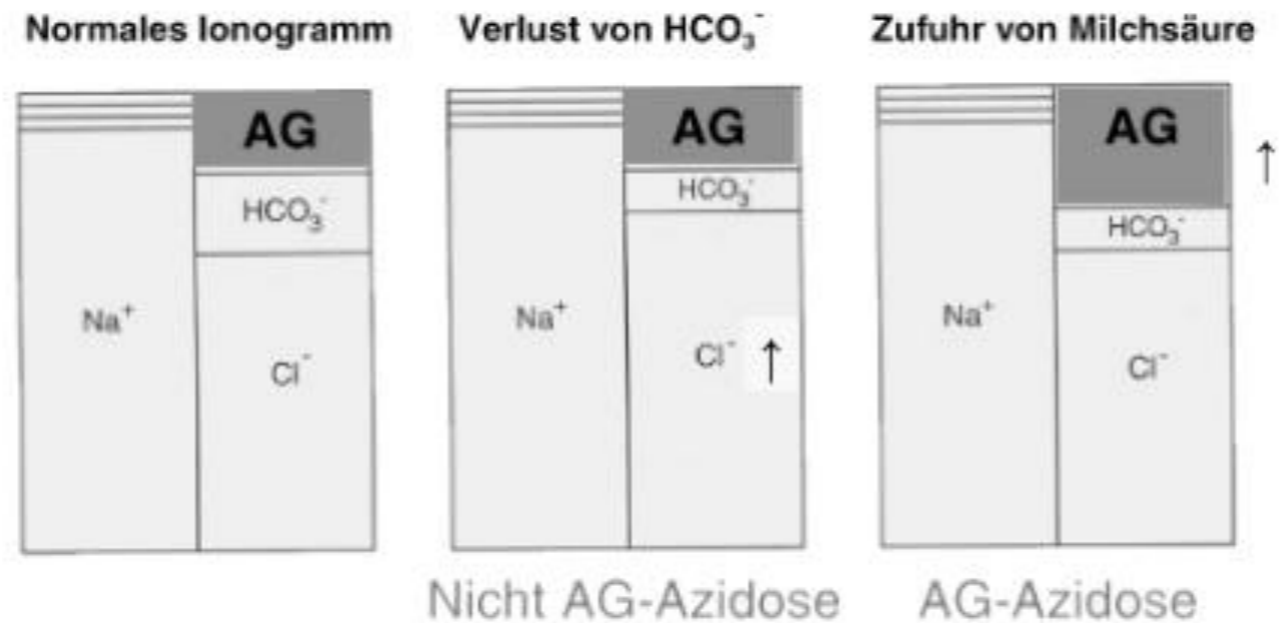 Normales Ionogramm
AG
HCO₃⁻
Na⁺
Cl⁻
Verlust von HCO₃⁻
AG
HCO₃⁻
Na⁺
Cl⁻ ↑
Nicht AG-Azidose
Zufuhr von Milchsäure
AG
↑
HCO₃⁻
Na⁺
Cl⁻
AG-Azidose